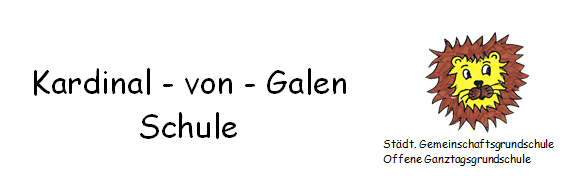 Kardinal - von - Galen
Schule
Städt. Gemeinschaftsgrundschule
Offene Ganztagsgrundschule